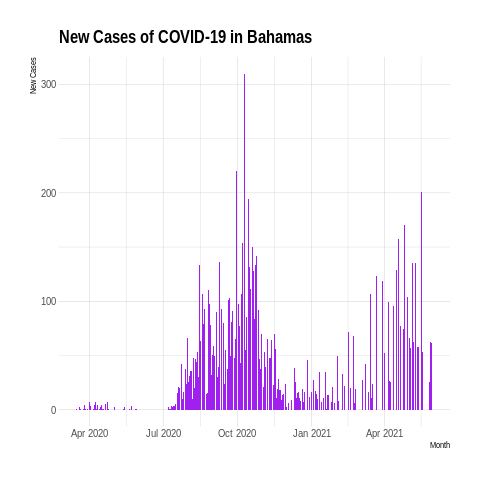 New Cases of COVID-19 in Bahamas
New Cases
300
200
100
0
Apr 2020 Jul 2020 Oct 2020 Jan 2021 Apr 2021
Month